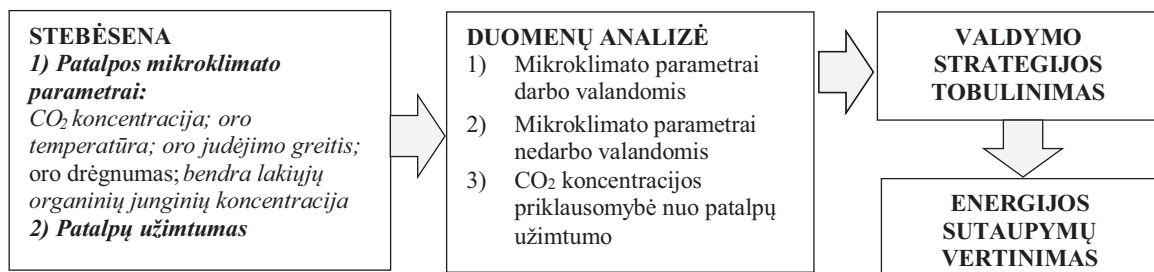 STEBĖSENA
1) Patalpos mikroklimato
parametrai:
CO₂ koncentracija; oro
temperatūra; oro judėjimo greitis;
oro drėgnumas; bendra lakiųjų
organinių junginių koncentracija
2) Patalpų užimtumas
DUOMENŲ ANALIZĖ
1) Mikroklimato parametrai
darbo valandomis
2) Mikroklimato parametrai
nedarbo valandomis
3) CO₂ koncentracijos
priklausomybė nuo patalpų
užimtumo
VALDYMO
STRATEGIJOS
TOBULINIMAS
ENERGIJOS
SUTAUPYMŲ
VERTINIMAS